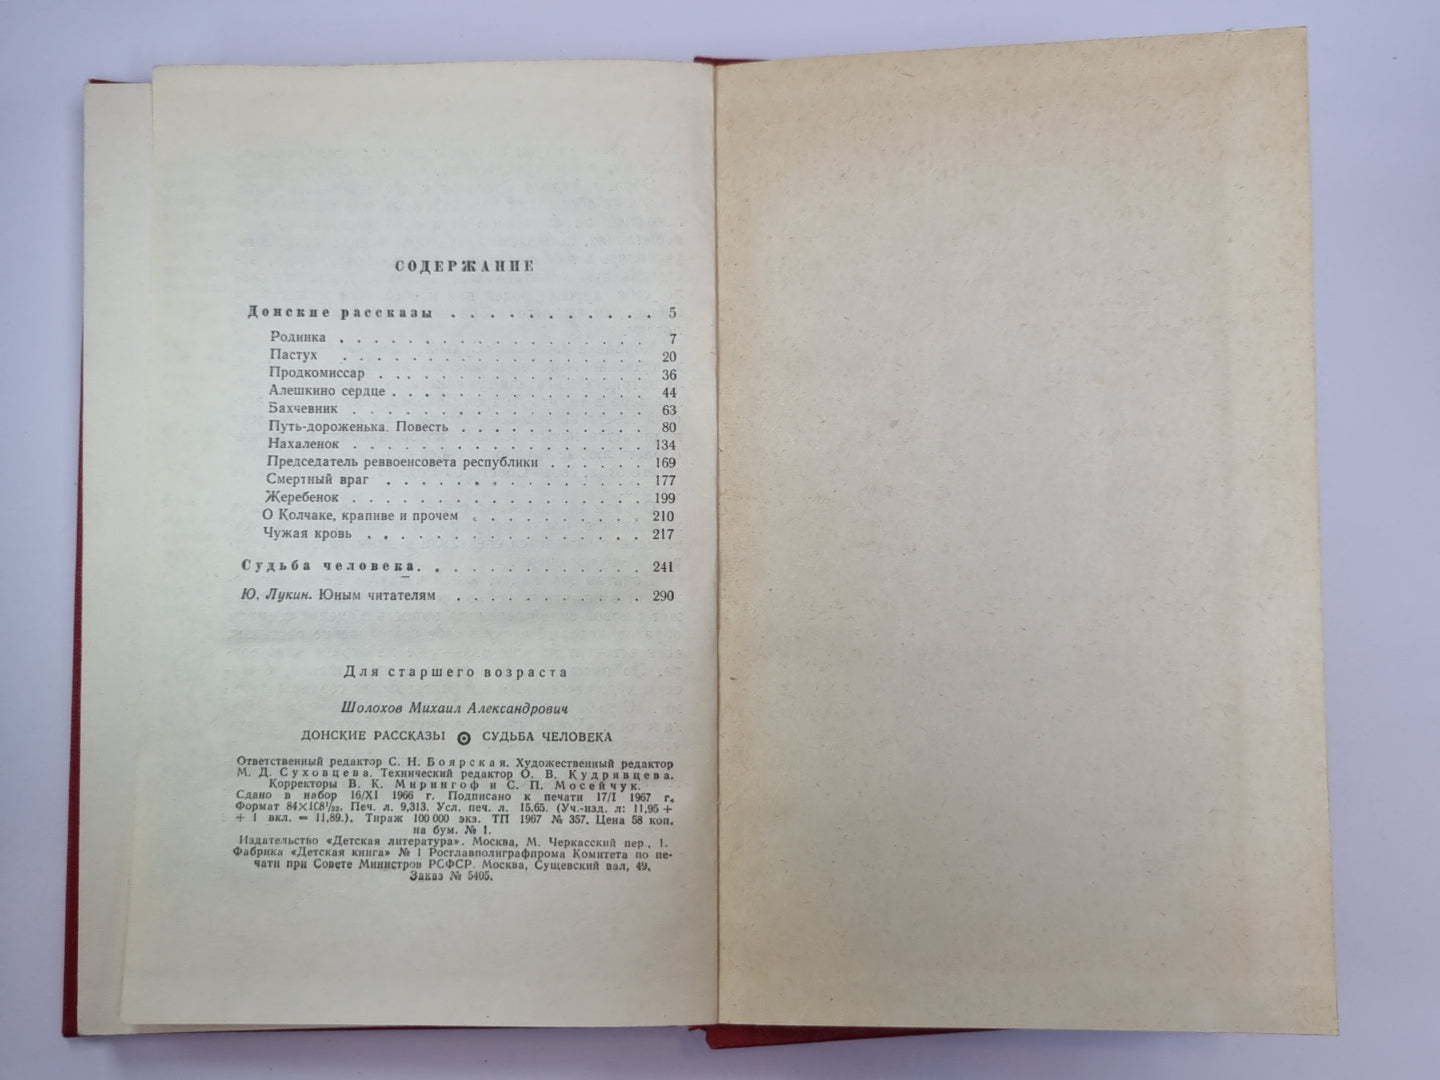 СОДЕРЖАНИЕ
Донские рассказы . . . . . . . . . . . . 5
Родинка . . . . . . . . . . . . . . . . . . 7
Пастух . . . . . . . . . . . . . . . . . . 20
Продкомиссар . . . . . . . . . . . . . . . . 36
Алешкино сердце . . . . . . . . . . . . . . . 44
Бахчевник . . . . . . . . . . . . . . . . . 63
Путь-дороженька. Повесть . . . . . . . . . . . 80
Нахаленок . . . . . . . . . . . . . . . . . 134
Председатель реввоенсовета республики . . . . . . 169
Смертный враг . . . . . . . . . . . . . . . 177
Жеребенок . . . . . . . . . . . . . . . . . 199
О Колчаке, крапиве и прочем . . . . . . . . . . 210
Чужая кровь . . . . . . . . . . . . . . . . 217
Судьба человека. . . . . . . . . . . . . . 241
Ю. Лукин. Юным читателям . . . . . . . . . . . 290
Для старшего возраста
Шолохов Михаил Александрович
ДОНСКИЕ РАССКАЗЫ СУДЬБА ЧЕЛОВЕКА
Ответственный редактор С. Н. Боярская. Художественный редактор
М. Д. Суховцева. Технический редактор О. В. Кудрявцева.
Корректоры В. К. Мирингоф и С. П. Мосейчук.
Сдано в набор 16/XI 1966 г. Подписано к печати 17/I 1967 г.
Формат 84×108¹/₃₂. Печ. л. 9,313. Усл. печ. л. 15,65. (Уч.-изд. л: 11,95 +
+ 1 вкл. = 11,89.). Тираж 100 000 экз. ТП 1967 № 357. Цена 58 коп.
на бум. № 1.
Издательство «Детская литература». Москва, М. Черкасский пер., 1.
Фабрика «Детская книга» № 1 Росглавполиграфпрома Комитета по пе-
чати при Совете Министров РСФСР. Москва, Сущевский вал, 49.
Заказ № 5405.